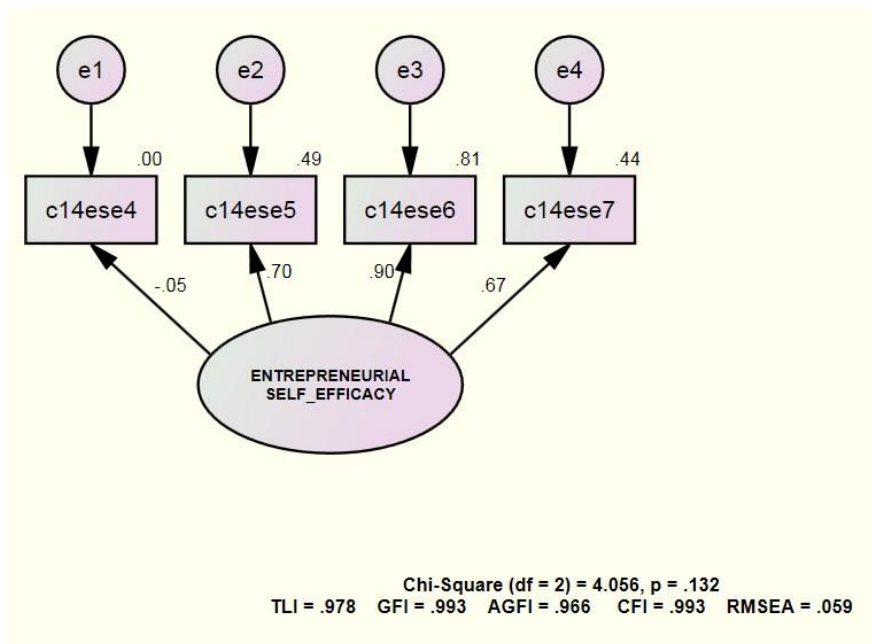 e1 e2 e3 e4
.00 .49 .81 .44
c14ese4 c14ese5 c14ese6 c14ese7
-.05 .70 .90 .67
ENTREPRENEURIAL
SELF_EFFICACY
Chi-Square (df = 2) = 4.056, p = .132
TLI = .978 GFI = .993 AGFI = .966 CFI = .993 RMSEA = .059